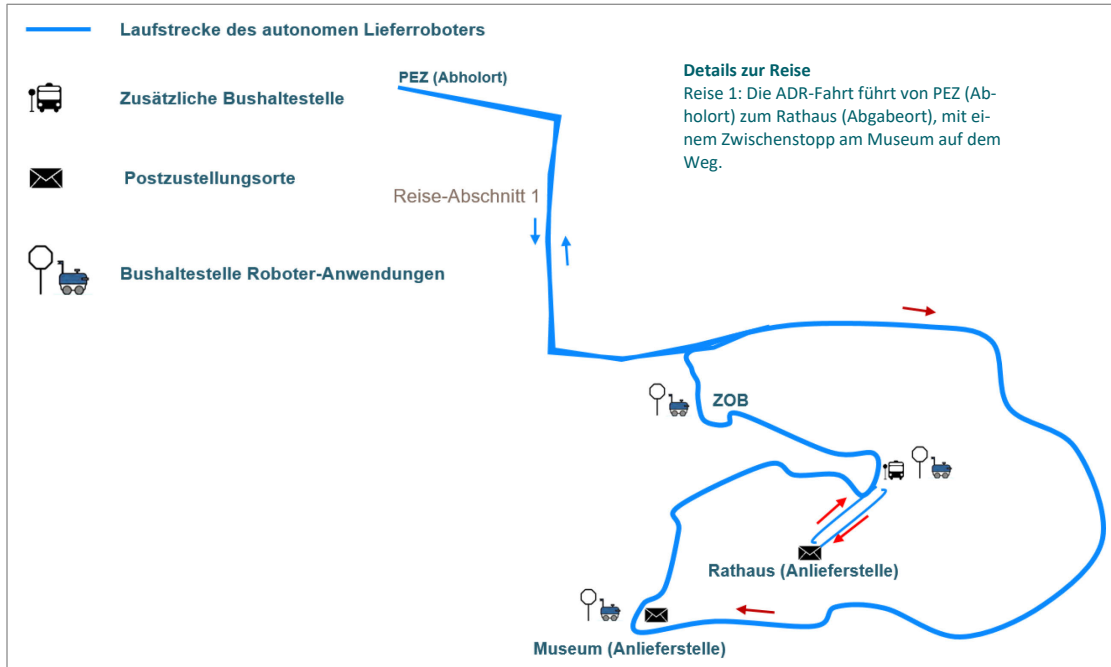 Laufstrecke des autonomen Lieferroboters
Zusätzliche Bushaltestelle
Postzustellungsorte
Bushaltestelle Roboter-Anwendungen
PEZ (Abholort)
Details zur Reise
Reise 1: Die ADR-Fahrt führt von PEZ (Ab-
holort) zum Rathaus (Abgabeort), mit ei-
nem Zwischenstopp am Museum auf dem
Weg.
Reise-Abschnitt 1
ZOB
Rathaus (Anlieferstelle)
Museum (Anlieferstelle)